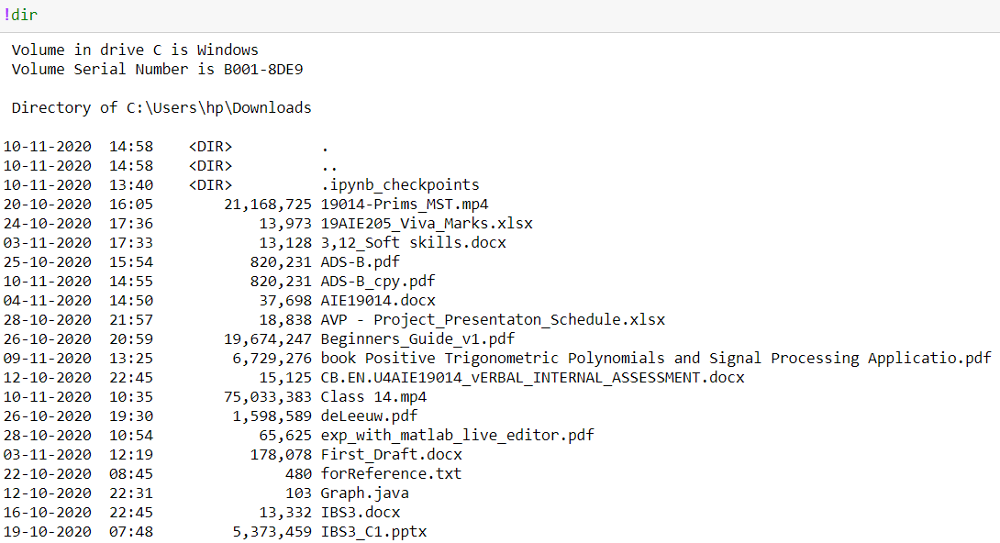 !dir
Volume in drive C is Windows
Volume Serial Number is B001-8DE9
Directory of C:\Users\hp\Downloads
10-11-2020  14:58    <DIR>          .
10-11-2020  14:58    <DIR>          ..
10-11-2020  13:40    <DIR>          .ipynb_checkpoints
20-10-2020  16:05        21,168,725 19014-Prims_MST.mp4
24-10-2020  17:36            13,973 19AIE205_Viva_Marks.xlsx
03-11-2020  17:33            13,128 3,12_Soft skills.docx
25-10-2020  15:54           820,231 ADS-B.pdf
10-11-2020  14:55           820,231 ADS-B_cpy.pdf
04-11-2020  14:50            37,698 AIE19014.docx
28-10-2020  21:57            18,838 AVP - Project_Presentaton_Schedule.xlsx
26-10-2020  20:59        19,674,247 Beginners_Guide_v1.pdf
09-11-2020  13:25         6,729,276 book Positive Trigonometric Polynomials and Signal Processing Applicatio.pdf
12-10-2020  22:45            15,125 CB.EN.U4AIE19014_vERBAL_INTERNAL_ASSESSMENT.docx
10-11-2020  10:35        75,033,383 Class 14.mp4
26-10-2020  19:30         1,598,589 deLeeuw.pdf
28-10-2020  10:54            65,625 exp_with_matlab_live_editor.pdf
03-11-2020  12:19           178,078 First_Draft.docx
22-10-2020  08:45               480 forReference.txt
12-10-2020  22:31               103 Graph.java
16-10-2020  22:45            13,332 IBS3.docx
19-10-2020  07:48         5,373,459 IBS3_C1.pptx